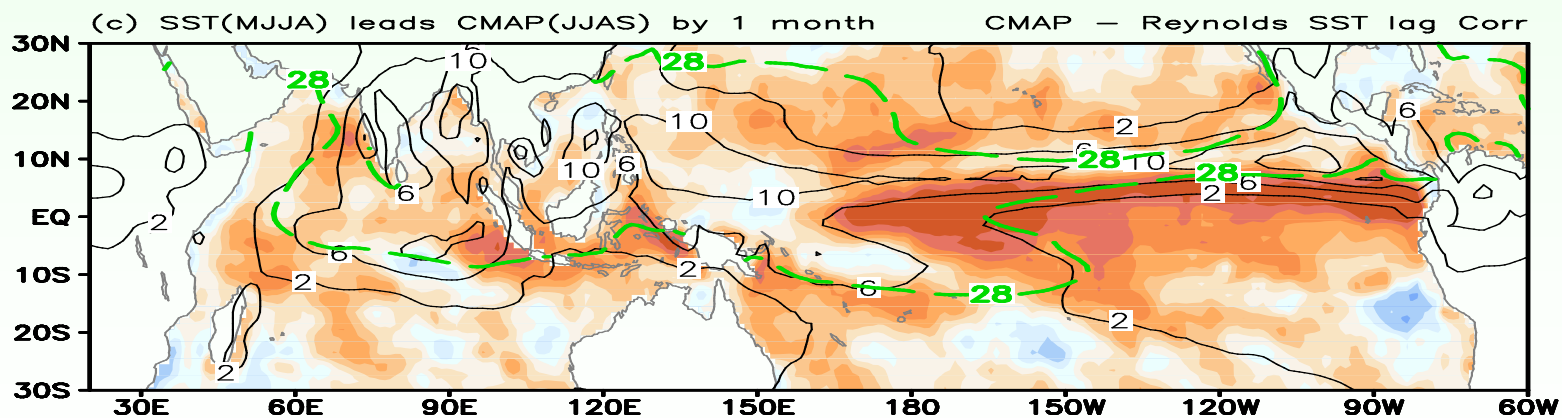 (c) SST(MJJA) leads CMAP(JJAS) by 1 month CMAP – Reynolds SST lag Corr
30N
28 10 28
20N
6
10 2
10N
6 28 10
10 6 28
6 10 2 6
EQ
2
6
10S
2 2 6 28
20S
2
2
30S
30E 60E 90E 120E 150E 180 150W 120W 90W 60W